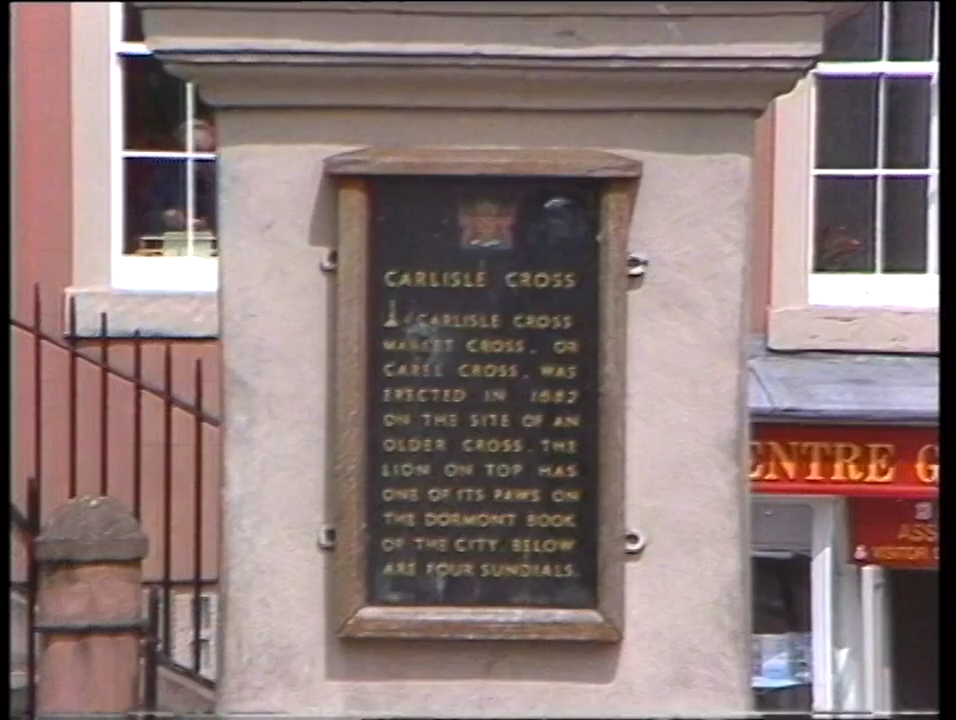 CARLISLE CROSS
CARLISLE CROSS
MARKET CROSS, OR
CAREL CROSS, WAS
ERECTED IN 1682
ON THE SITE OF AN
OLDER CROSS. THE
LION ON TOP HAS
ONE OF ITS PAWS ON
THE DORMONT BOOK
OF THE CITY. BELOW
ARE FOUR SUNDIALS.
ENTRE G
ASS
& VISITOR